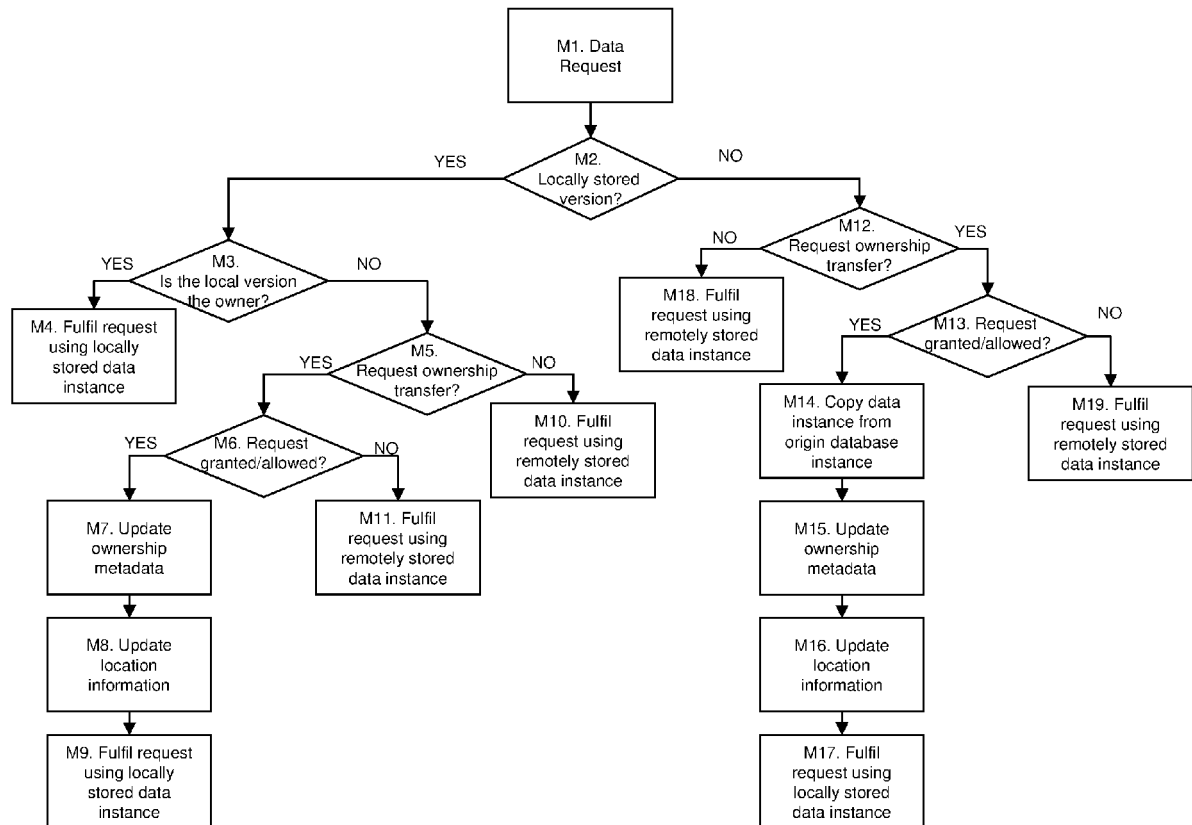 M1. Data
Request
YES
M2.
Locally stored
version?
NO
YES
M3.
Is the local version
the owner?
NO
NO
M12.
Request ownership
transfer?
YES
M4. Fulfil request
using locally
stored data
instance
M18. Fulfil
request using
remotely stored
data instance
YES
M13. Request
granted/allowed?
NO
YES
M5.
Request ownership
transfer?
NO
M10. Fulfil
request using
remotely stored
data instance
M14. Copy data
instance from
origin database
instance
M19. Fulfil
request using
remotely stored
data instance
YES
M6. Request
granted/allowed?
NO
M7. Update
ownership
metadata
M11. Fulfil
request using
remotely stored
data instance
M15. Update
ownership
metadata
M8. Update
location
information
M16. Update
location
information
M9. Fulfil request
using locally
stored data
instance
M17. Fulfil
request using
locally stored
data instance